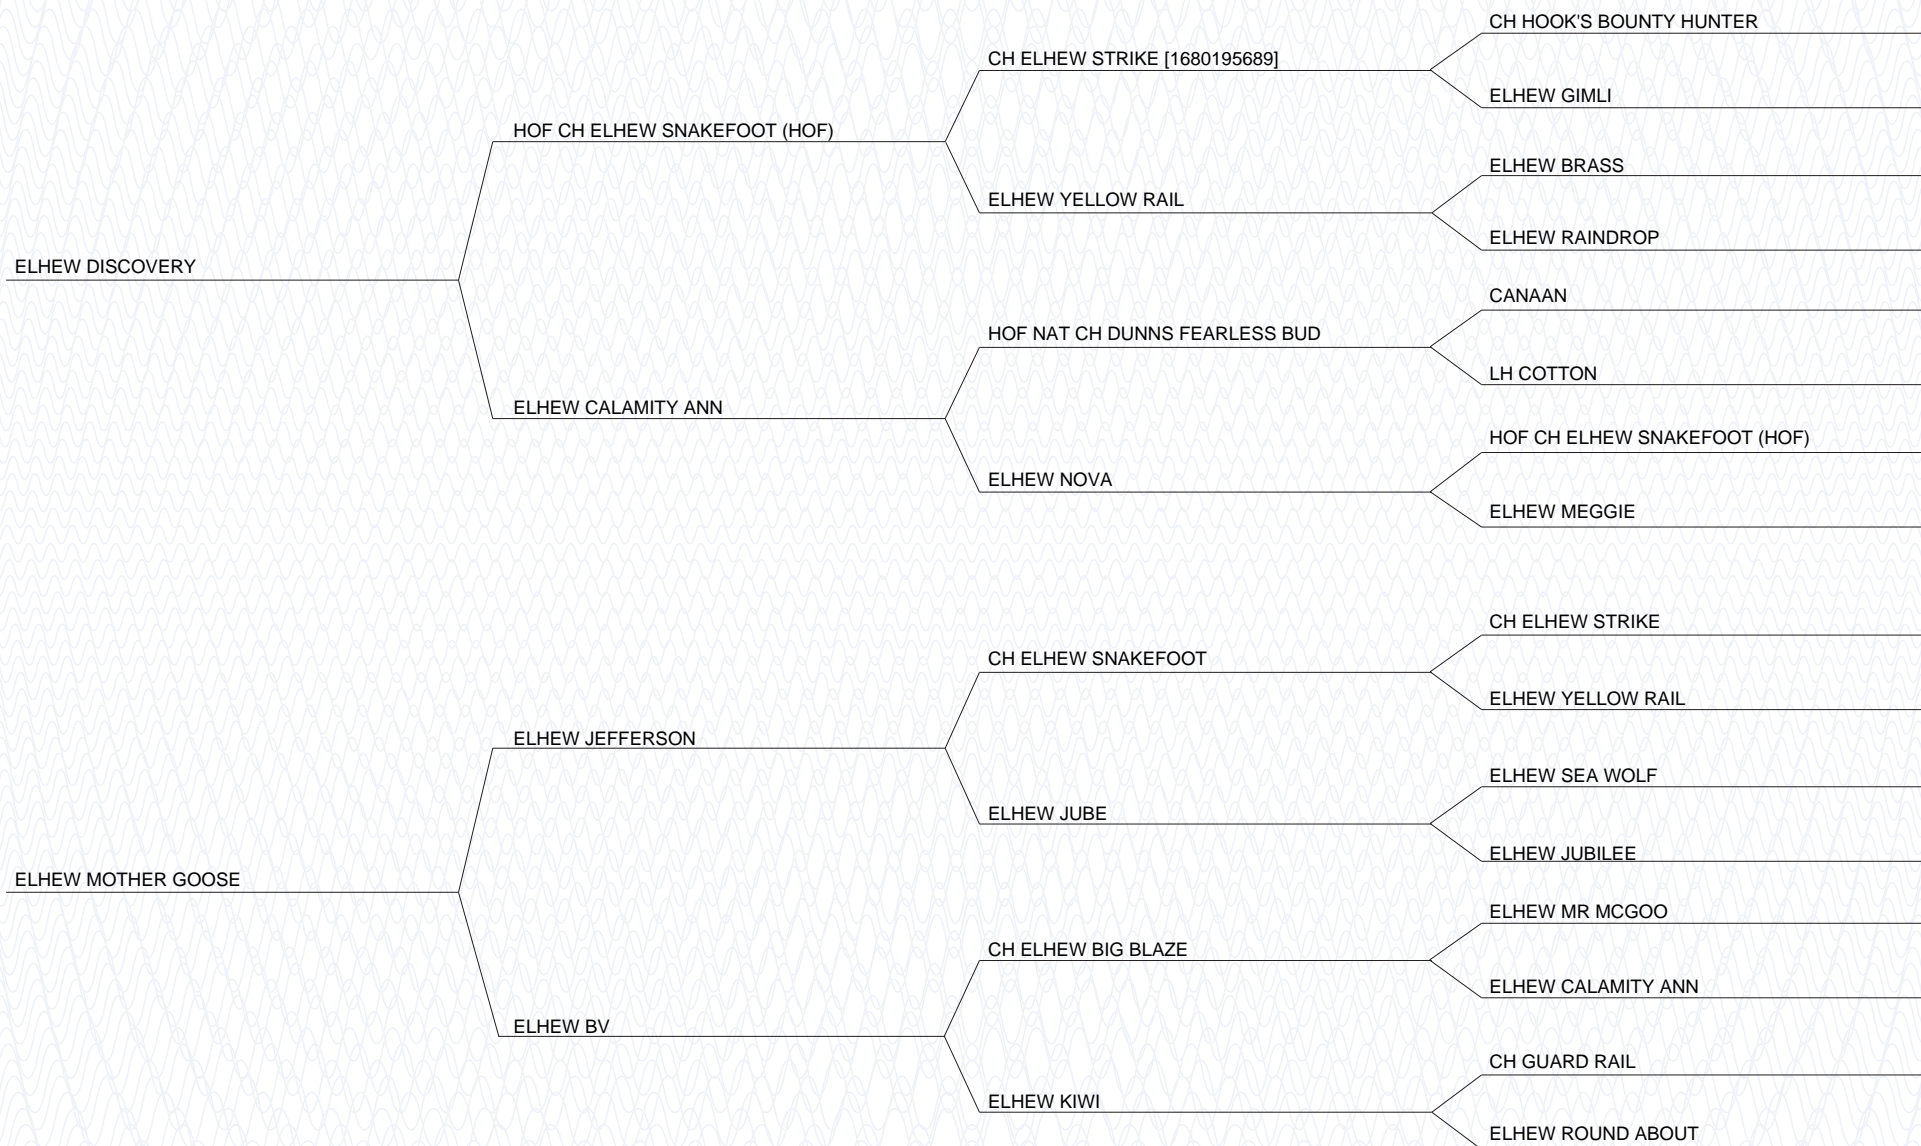 CH HOOK'S BOUNTY HUNTER
CH ELHEW STRIKE [1680195689]
ELHEW GIMLI
HOF CH ELHEW SNAKEFOOT (HOF)
ELHEW BRASS
ELHEW YELLOW RAIL
ELHEW RAINDROP
ELHEW DISCOVERY
CANAAN
HOF NAT CH DUNNS FEARLESS BUD
LH COTTON
ELHEW CALAMITY ANN
HOF CH ELHEW SNAKEFOOT (HOF)
ELHEW NOVA
ELHEW MEGGIE
CH ELHEW STRIKE
CH ELHEW SNAKEFOOT
ELHEW YELLOW RAIL
ELHEW JEFFERSON
ELHEW SEA WOLF
ELHEW JUBE
ELHEW JUBILEE
ELHEW MOTHER GOOSE
ELHEW MR MCGOO
CH ELHEW BIG BLAZE
ELHEW CALAMITY ANN
ELHEW BV
CH GUARD RAIL
ELHEW KIWI
ELHEW ROUND ABOUT